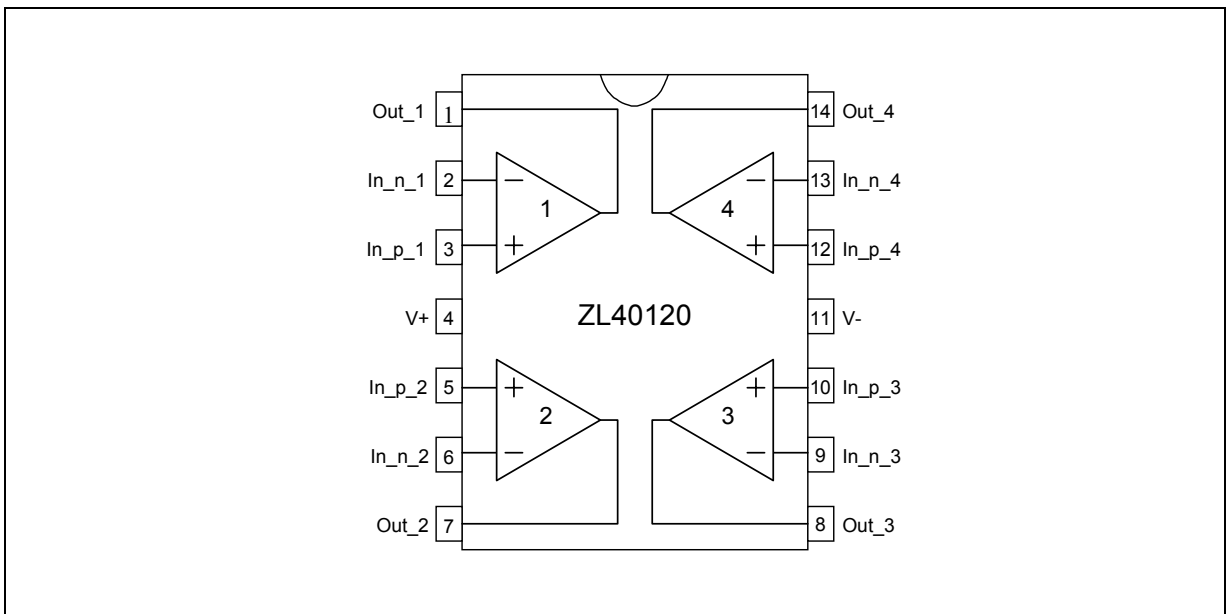 Out_1 1 14 Out_4
In_n_1 2 − − 13 In_n_4
1 4
In_p_1 3 + + 12 In_p_4
V+ 4 ZL40120 11 V-
In_p_2 5 + + 10 In_p_3
2 3
In_n_2 6 − − 9 In_n_3
Out_2 7 8 Out_3